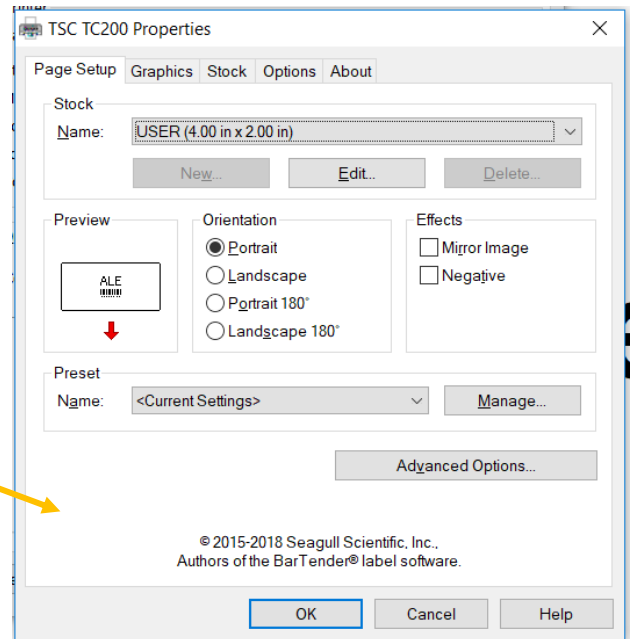 TSC TC200 Properties
Page Setup Graphics Stock Options About
Stock
Name: USER (4.00 in x 2.00 in)
New... Edit... Delete...
Preview Orientation Effects
ALE
Portrait
Landscape
Portrait 180°
Landscape 180°
Mirror Image
Negative
Preset
Name: <Current Settings> Manage...
Advanced Options...
© 2015-2018 Seagull Scientific, Inc.,
Authors of the BarTender® label software.
OK Cancel Help